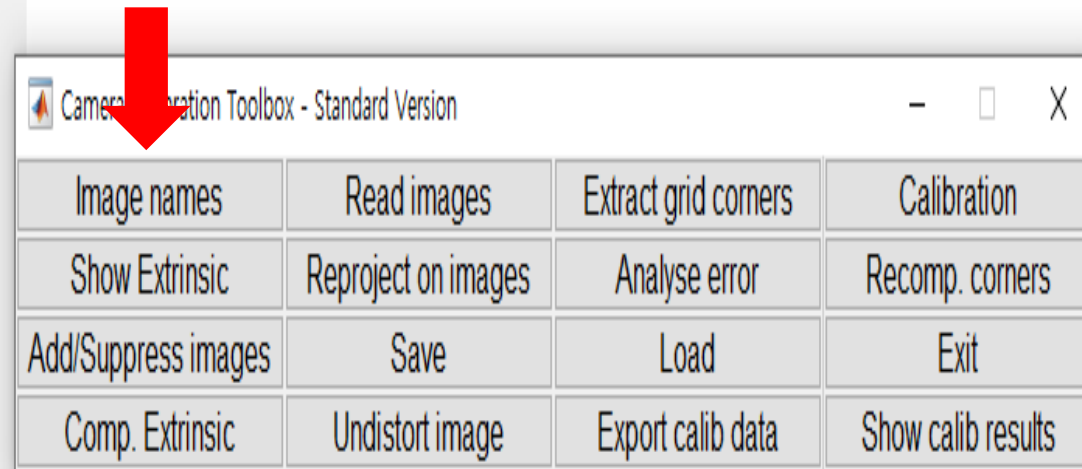 Camera ration Toolbox - Standard Version
Image names Read images Extract grid corners Calibration
Show Extrinsic Reproject on images Analyse error Recomp. corners
Add/Suppress images Save Load Exit
Comp. Extrinsic Undistort image Export calib data Show calib results